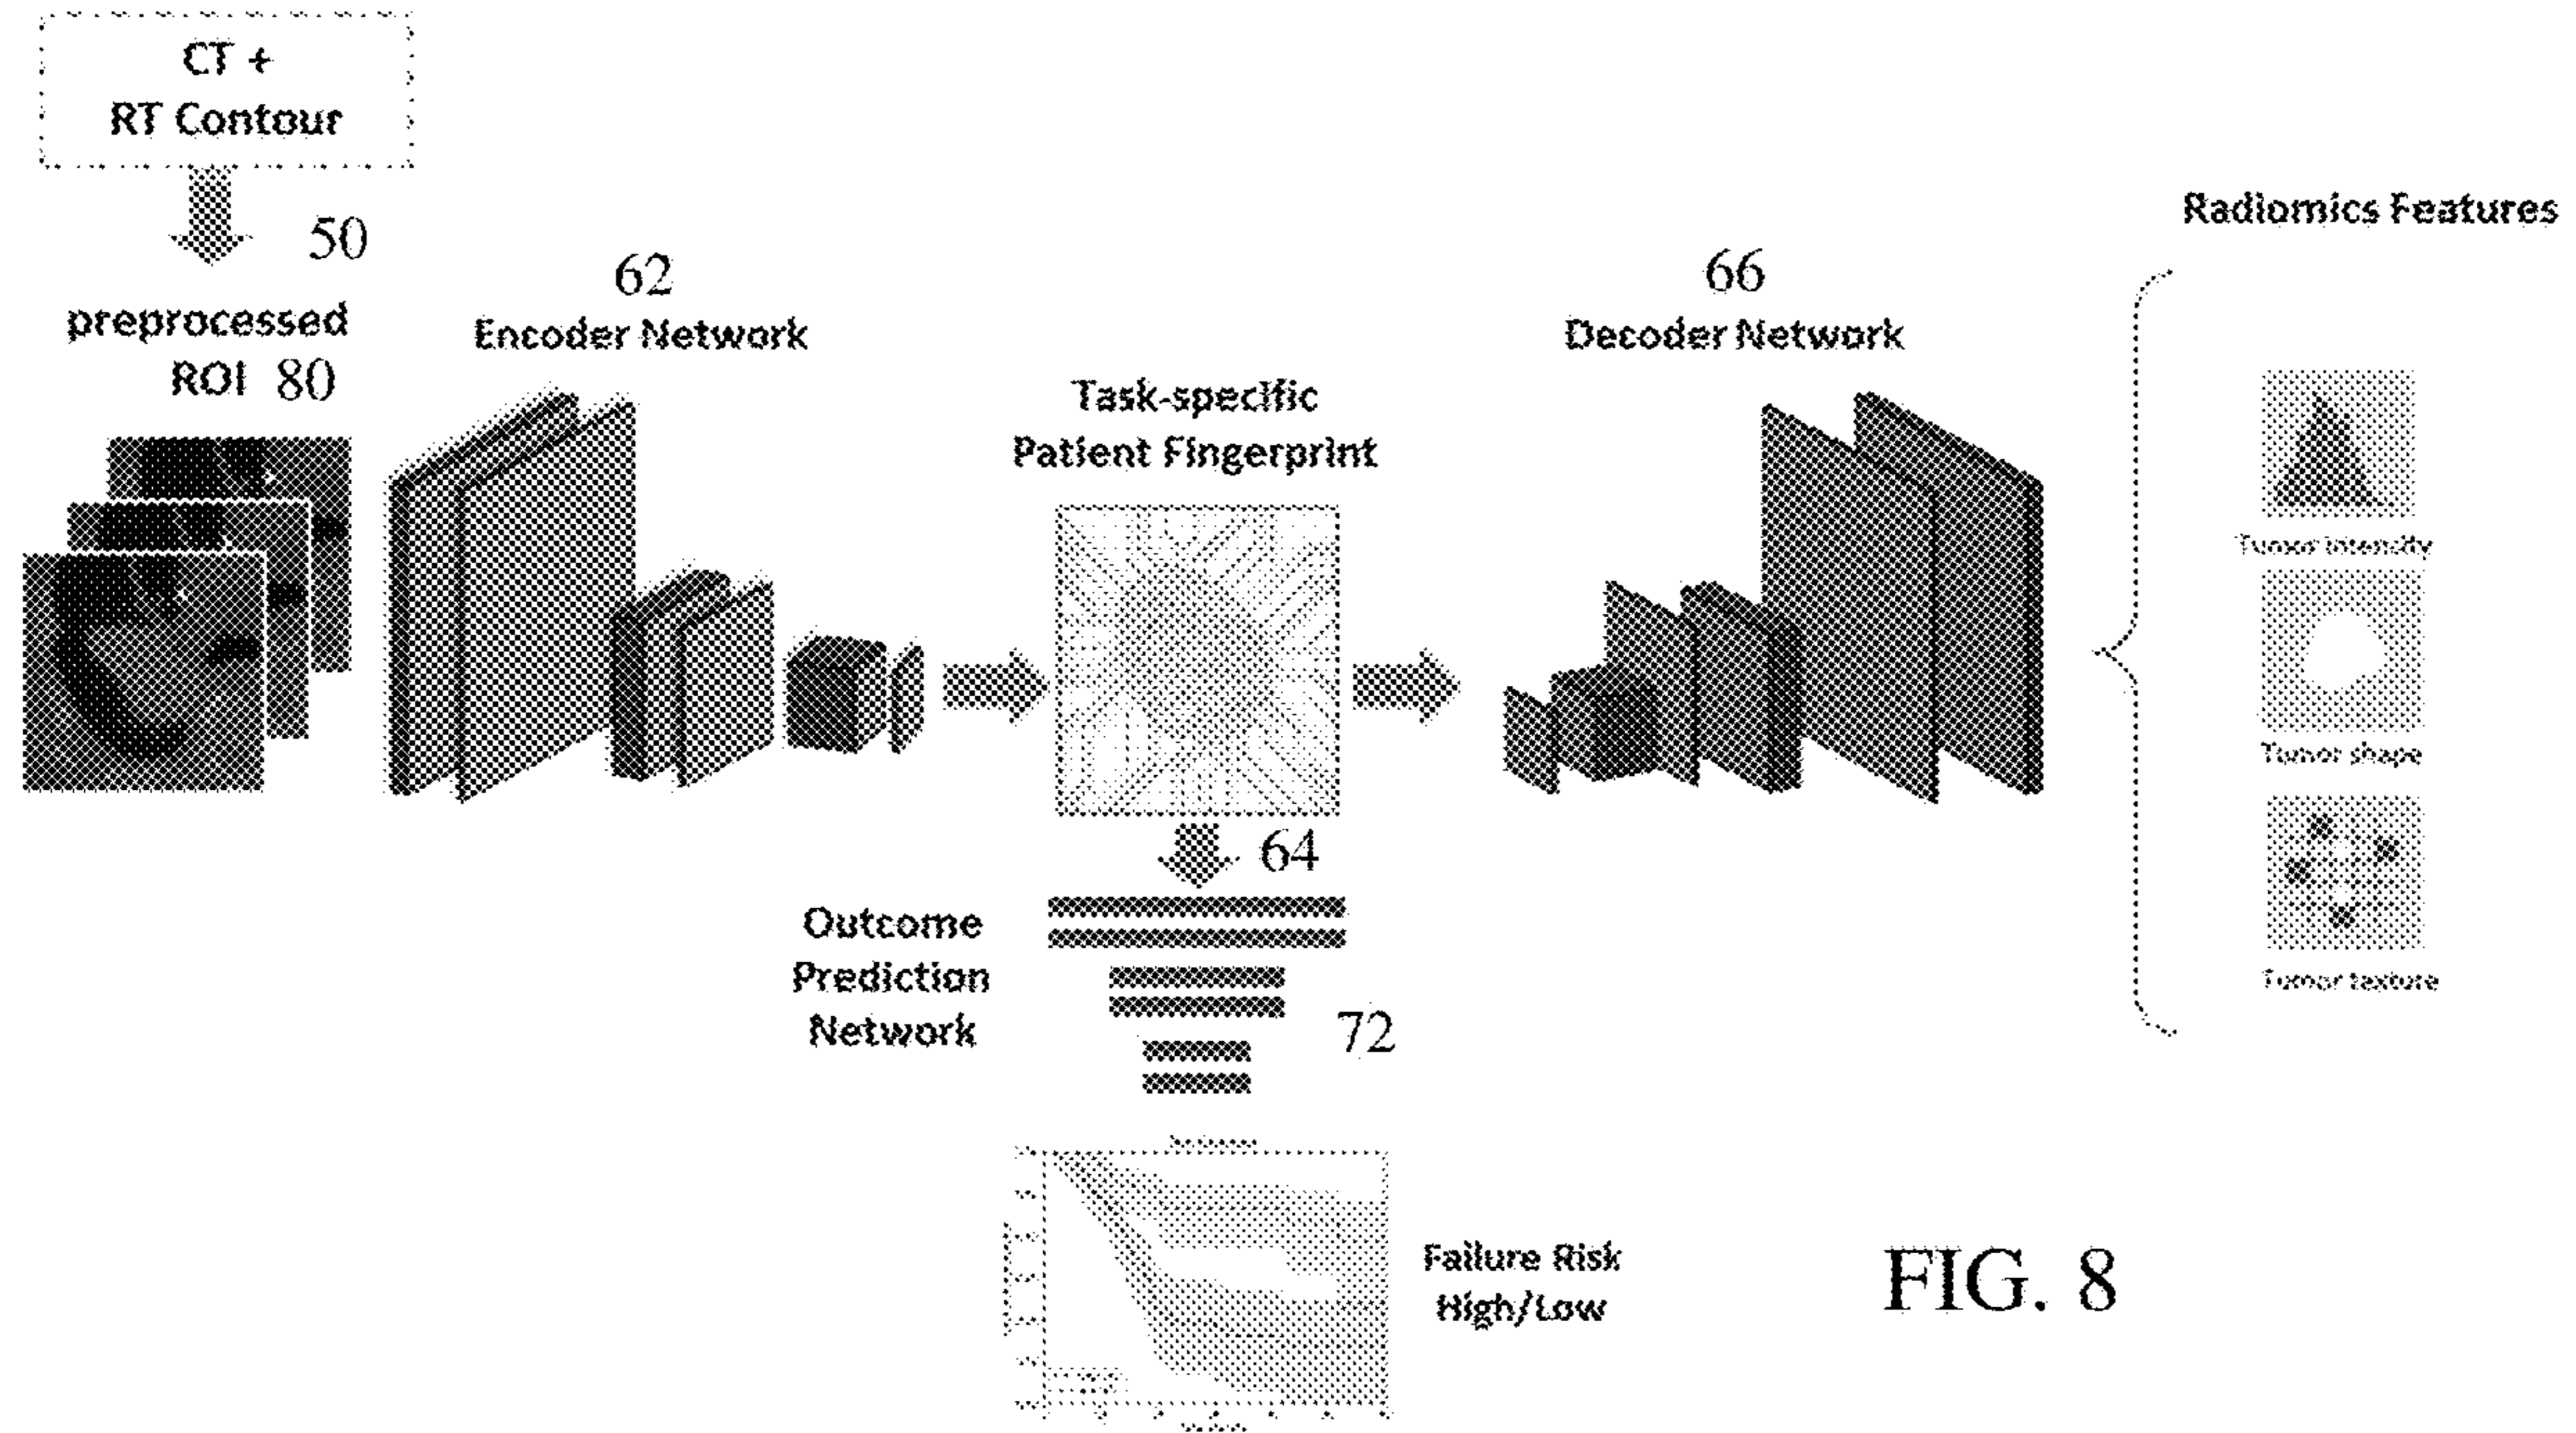 CT +
RT Contour
50
preprocessed
ROI 80
62
Encoder Network
Task-specific
Patient Fingerprint
66
Decoder Network
Radiomics Features
Tumor intensity
Tumor shape
Tumor texture
64
Outcome
Prediction
Network
72
Failure Risk
High/Low
FIG. 8